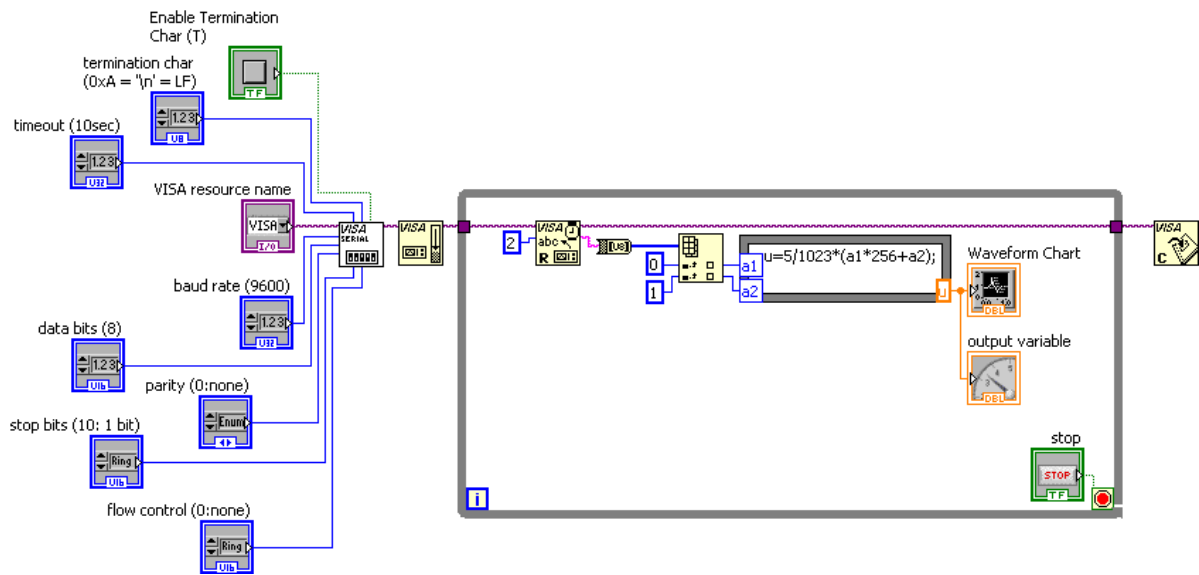 Enable Termination
Char (T)
TF
termination char
(0xA = '\n' = LF)
1.23
U8
timeout (10sec)
1.23
U32
VISA resource name
VISA
I/O
VISA
SERIAL
VISA
baud rate (9600)
1.23
U32
data bits (8)
1.23
U16
parity (0:none)
Enum
stop bits (10: 1 bit)
Ring
U16
flow control (0:none)
Ring
U16
2
VISA
abc
R
[U8]
0
1
a1
a2
u=5/1023*(a1*256+a2);
u
Waveform Chart
DBL
output variable
DBL
stop
STOP
TF
i
VISA
C